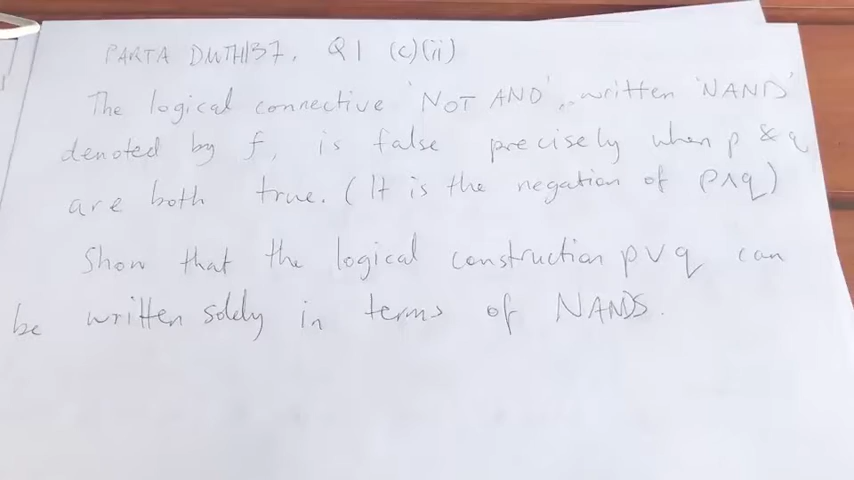 PARTA DWTH137. Q1 (c)(ii)
The logical connective 'NOT AND', written 'NAND'
denoted by f, is false precisely when p & q
are both true. (It is the negation of p∧q)
Show that the logical construction p∨q can
be written solely in terms of NANDS.